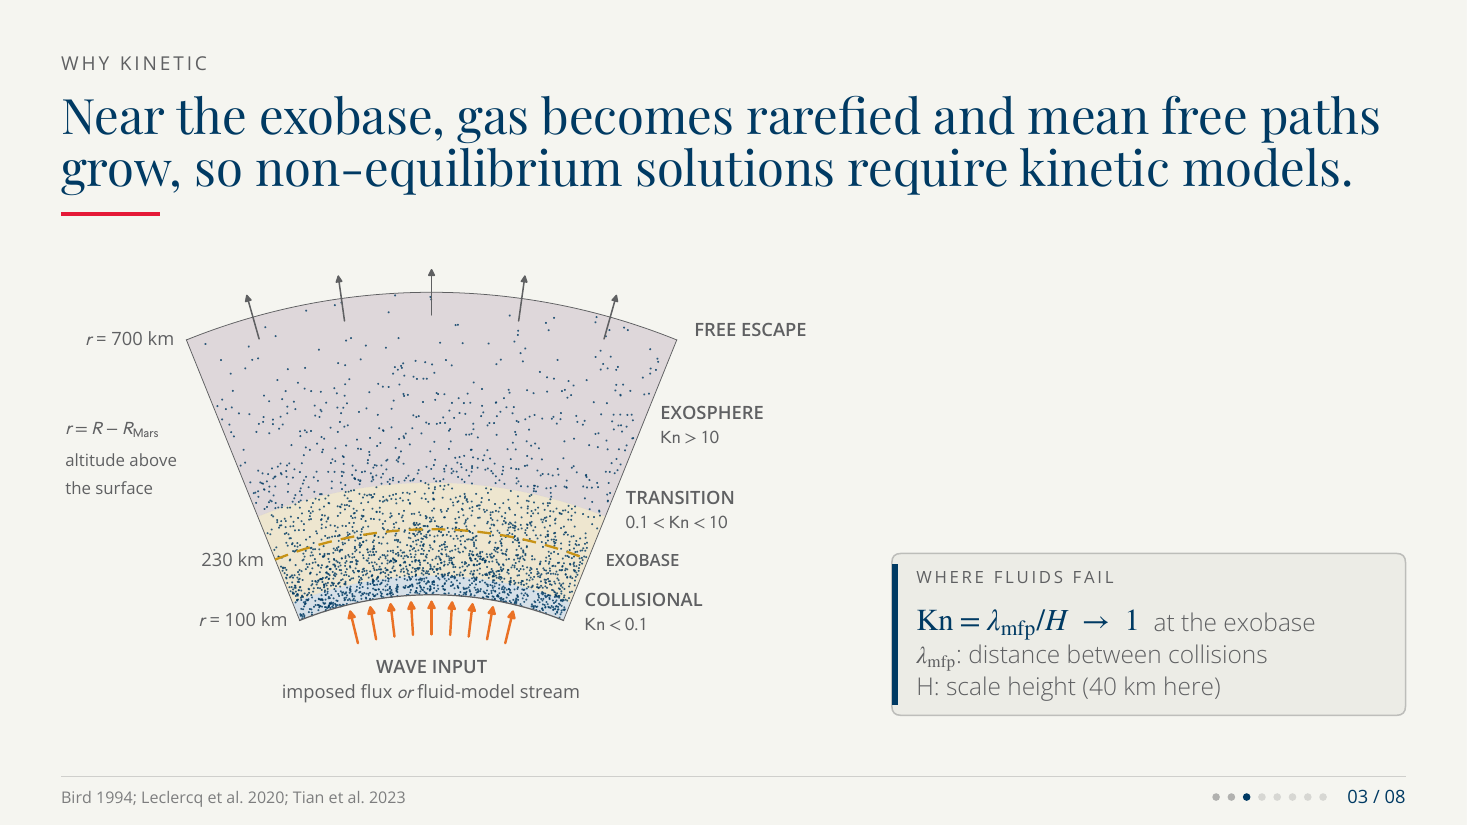 WHY KINETIC
Near the exobase, gas becomes rarefied and mean free paths
grow, so non-equilibrium solutions require kinetic models.
r = 700 km
FREE ESCAPE
EXOSPHERE
Kn > 10
r = R − R_Mars
altitude above
the surface
TRANSITION
0.1 < Kn < 10
230 km
EXOBASE
COLLISIONAL
Kn < 0.1
r = 100 km
WAVE INPUT
imposed flux or fluid-model stream
WHERE FLUIDS FAIL
Kn = λ_mfp/H → 1 at the exobase
λ_mfp: distance between collisions
H: scale height (40 km here)
Bird 1994; Leclercq et al. 2020; Tian et al. 2023
03 / 08